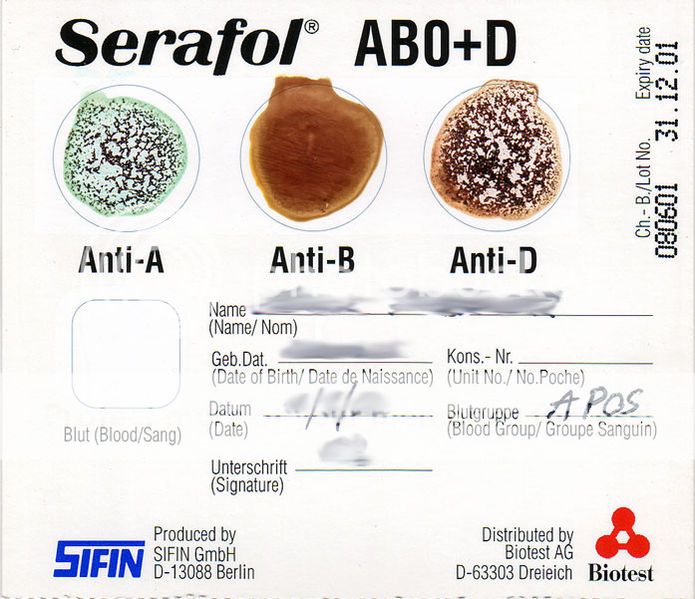 Serafol® AB0+D
Anti-A Anti-B Anti-D
Ch.- B./Lot No. Expiry date
080601 31.12.01
Name
(Name/ Nom)
Geb.Dat. Kons.- Nr.
(Date of Birth/ Date de Naissance) (Unit No./ No.Poche)
Datum Blutgruppe A POS
(Date) (Blood Group/ Groupe Sanguin)
Blut (Blood/Sang)
Unterschrift
(Signature)
SIFIN
Produced by
SIFIN GmbH
D-13088 Berlin
Distributed by
Biotest AG
D-63303 Dreieich
Biotest